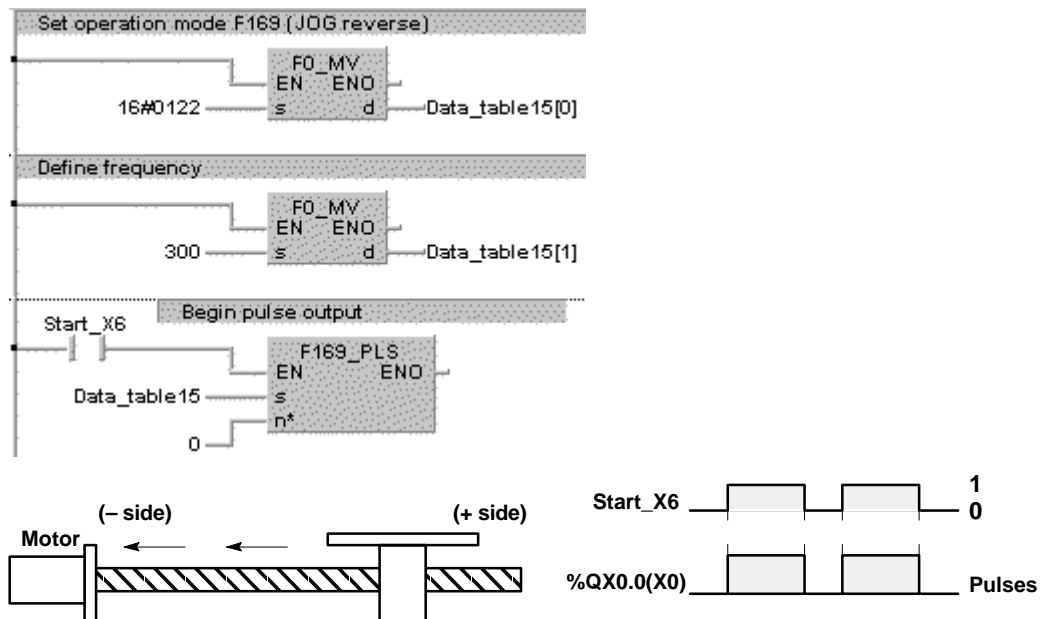 Set operation mode F169 (JOG reverse)
F0_MV
EN ENO
16#0122 s d Data_table15[0]
Define frequency
F0_MV
EN ENO
300 s d Data_table15[1]
Begin pulse output
Start_X6
F169_PLS
EN ENO
Data_table15 s
n*
0
(– side) (+ side)
Motor
Start_X6 1
0
%QX0.0(X0) Pulses